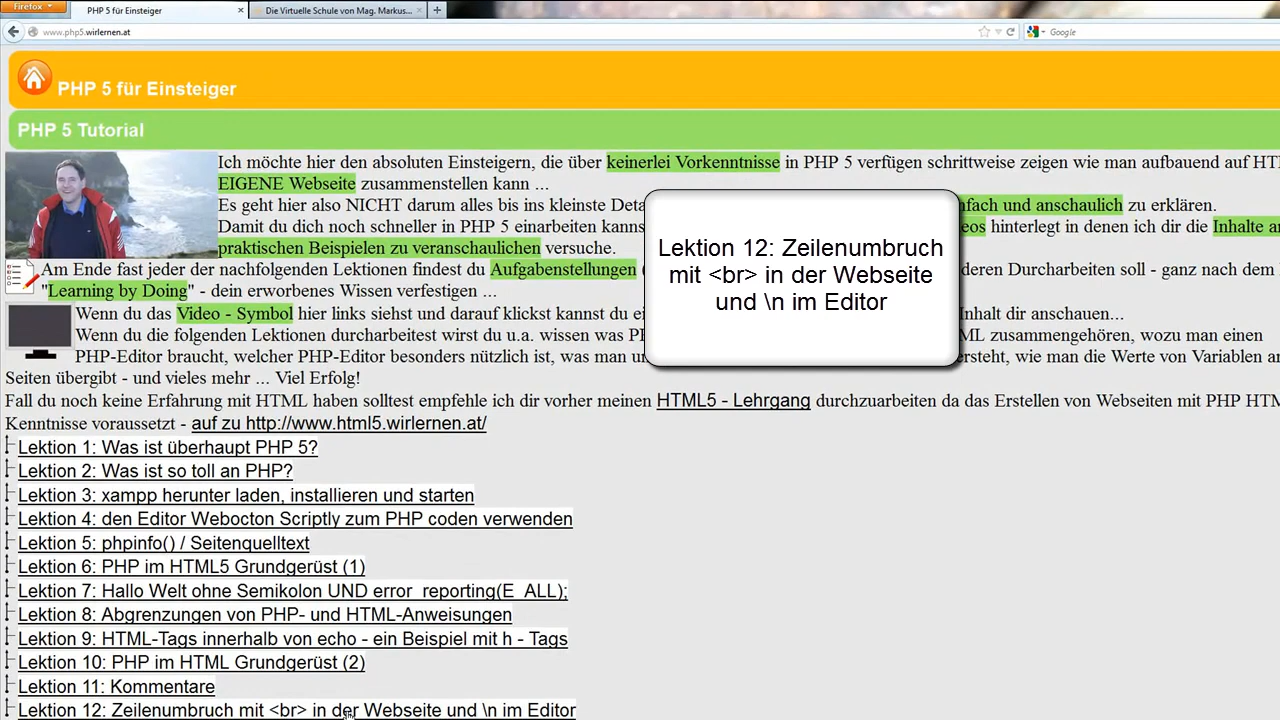 Firefox
PHP 5 für Einsteiger
Die Virtuelle Schule von Mag. Markus...
www.php5.wirlernen.at
Google
PHP 5 für Einsteiger
PHP 5 Tutorial
Ich möchte hier den absoluten Einsteigern, die über keinerlei Vorkenntnisse in PHP 5 verfügen schrittweise zeigen wie man aufbauend auf
EIGENE Webseite zusammenstellen kann ...
Es geht hier also NICHT darum alles bis ins kleinste und anschaulich zu erklären.
Damit du dich noch schneller in PHP 5 einarbeiten hinterlegt in denen ich dir die Inhalte
praktischen Beispielen zu veranschaulichen versuche.
Am Ende fast jeder der nachfolgenden Lektionen findest du Aufgabenstellungen Durcharbeiten soll - ganz nach dem
"Learning by Doing" - dein erworbenes Wissen verfestigen ...
Wenn du das Video - Symbol hier links siehst und darauf klickst kannst du Inhalt dir anschauen...
Wenn du die folgenden Lektionen durcharbeitest wirst du u.a. wissen was zusammengehören, wozu man einen
PHP-Editor braucht, welcher PHP-Editor besonders nützlich ist, was man wie man die Werte von Variablen
Seiten übergibt - und vieles mehr ... Viel Erfolg!
Fall du noch keine Erfahrung mit HTML haben solltest empfehle ich dir vorher meinen HTML5 - Lehrgang durchzuarbeiten da das Erstellen von Webseiten mit PHP
Kenntnisse voraussetzt - auf zu http://www.html5.wirlernen.at/
Lektion 12: Zeilenumbruch
mit <br> in der Webseite
und \n im Editor
Lektion 1: Was ist überhaupt PHP 5?
Lektion 2: Was ist so toll an PHP?
Lektion 3: xampp herunter laden, installieren und starten
Lektion 4: den Editor Webocton Scriptly zum PHP coden verwenden
Lektion 5: phpinfo() / Seitenquelltext
Lektion 6: PHP im HTML5 Grundgerüst (1)
Lektion 7: Hallo Welt ohne Semikolon UND error_reporting(E_ALL);
Lektion 8: Abgrenzungen von PHP- und HTML-Anweisungen
Lektion 9: HTML-Tags innerhalb von echo - ein Beispiel mit h - Tags
Lektion 10: PHP im HTML Grundgerüst (2)
Lektion 11: Kommentare
Lektion 12: Zeilenumbruch mit <br> in der Webseite und \n im Editor